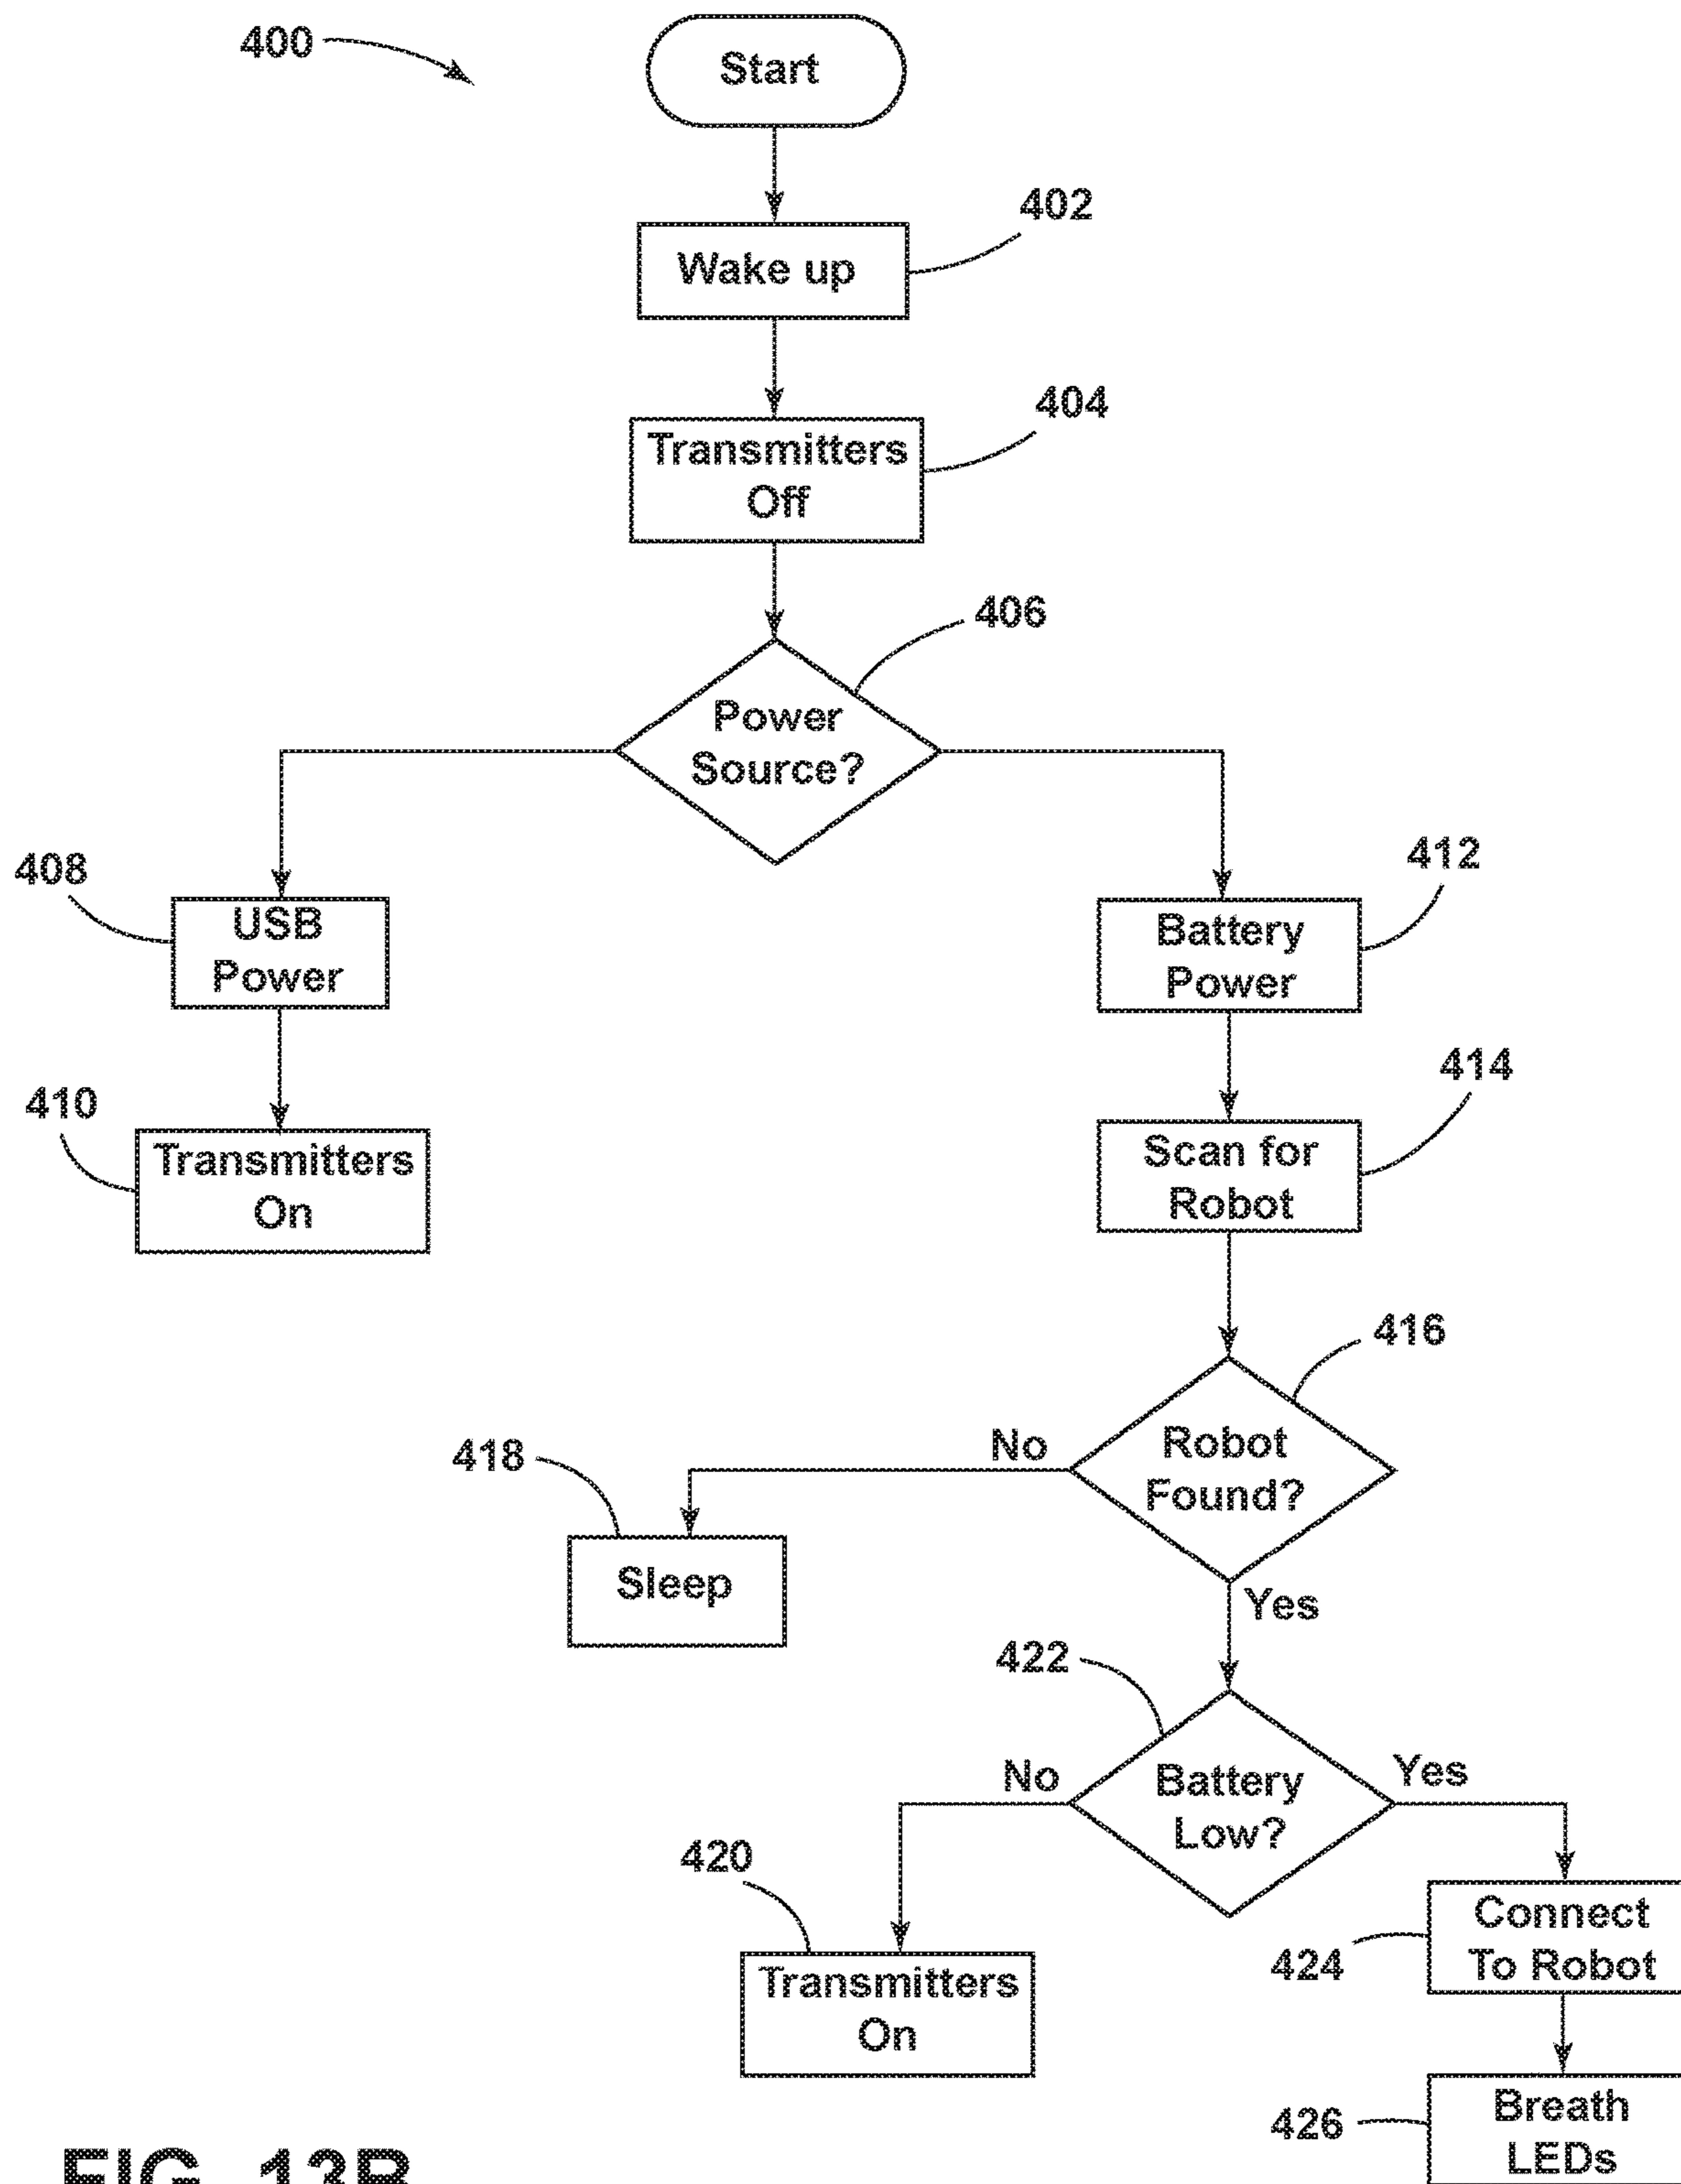 400
Start
402
Wake up
404
Transmitters
Off
406
Power
Source?
408
USB
Power
412
Battery
Power
410
Transmitters
On
414
Scan for
Robot
416
Robot
Found?
No
418
Sleep
Yes
422
Battery
Low?
No
Yes
420
Transmitters
On
Connect
To Robot
424
Breath
LEDs
426
FIG. 13B